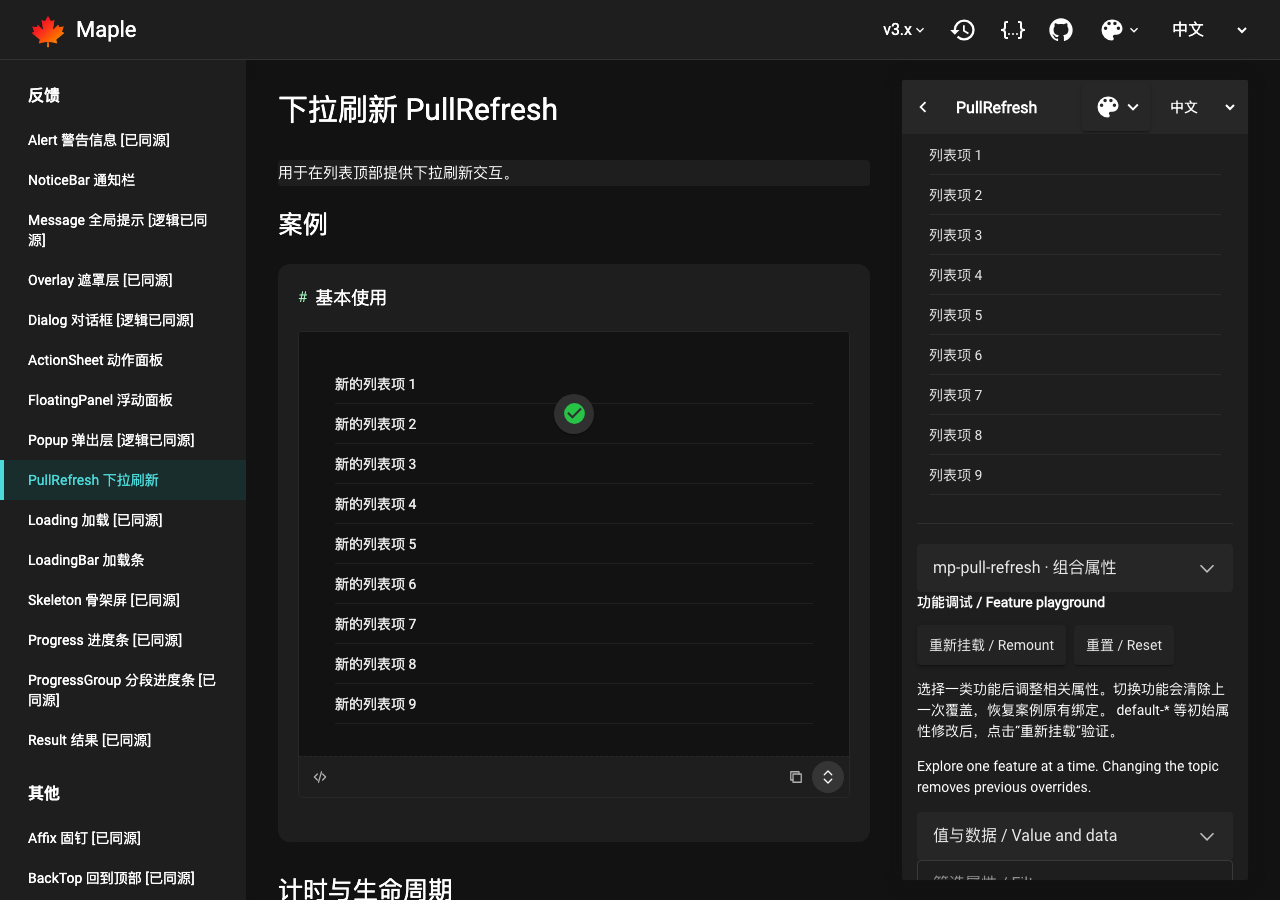 Maple
v3.x
中文
反馈
Alert 警告信息 [已同源]
NoticeBar 通知栏
Message 全局提示 [逻辑已同
源]
Overlay 遮罩层 [已同源]
Dialog 对话框 [逻辑已同源]
ActionSheet 动作面板
FloatingPanel 浮动面板
Popup 弹出层 [逻辑已同源]
PullRefresh 下拉刷新
Loading 加载 [已同源]
LoadingBar 加载条
Skeleton 骨架屏 [已同源]
Progress 进度条 [已同源]
ProgressGroup 分段进度条 [已
同源]
Result 结果 [已同源]
其他
Affix 固钉 [已同源]
BackTop 回到顶部 [已同源]
下拉刷新 PullRefresh
用于在列表顶部提供下拉刷新交互。
案例
# 基本使用
新的列表项 1
新的列表项 2
新的列表项 3
新的列表项 4
新的列表项 5
新的列表项 6
新的列表项 7
新的列表项 8
新的列表项 9
计时与生命周期
PullRefresh
中文
列表项 1
列表项 2
列表项 3
列表项 4
列表项 5
列表项 6
列表项 7
列表项 8
列表项 9
mp-pull-refresh · 组合属性
功能调试 / Feature playground
重新挂载 / Remount
重置 / Reset
选择一类功能后调整相关属性。切换功能会清除上
一次覆盖，恢复案例原有绑定。 default-* 等初始属
性修改后，点击“重新挂载”验证。
Explore one feature at a time. Changing the topic
removes previous overrides.
值与数据 / Value and data